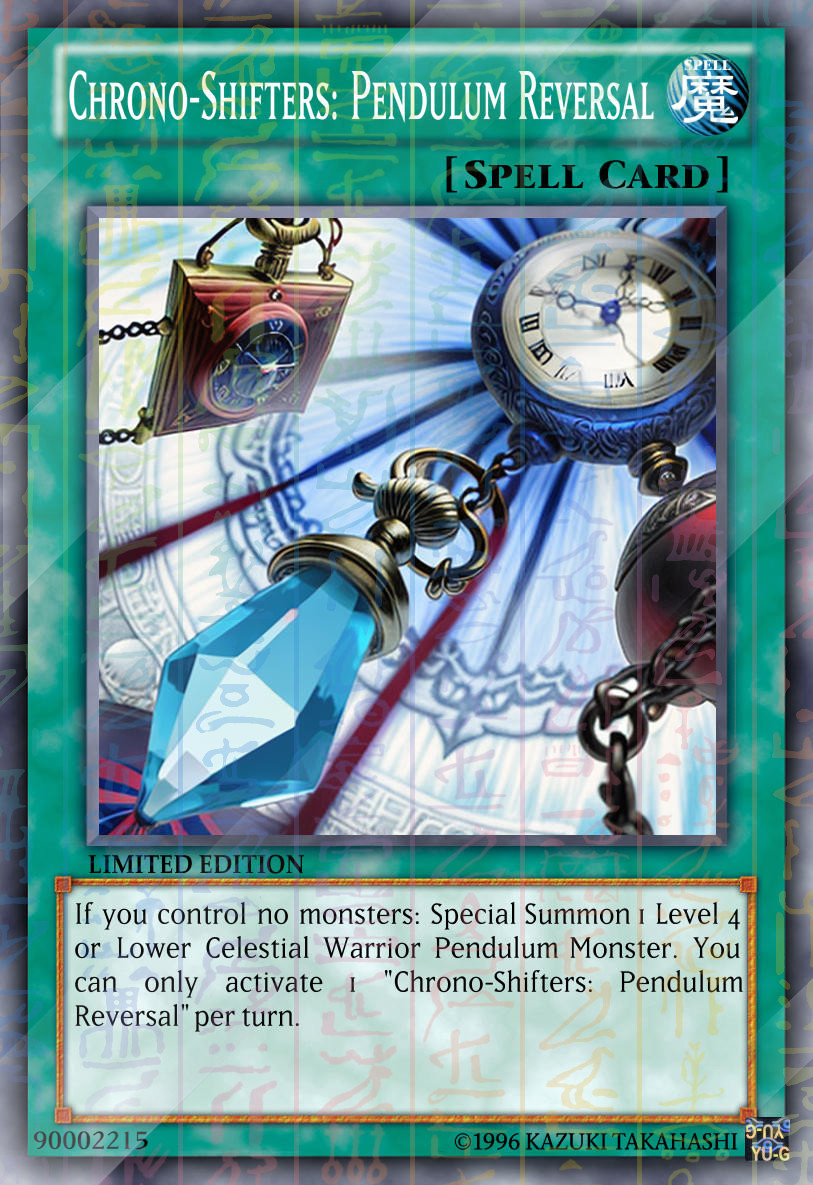 CHRONO-SHIFTERS: PENDULUM REVERSAL
SPELL
魔
[SPELL CARD]
LIMITED EDITION
If you control no monsters: Special Summon 1 Level 4
or Lower Celestial Warrior Pendulum Monster. You
can only activate 1 "Chrono-Shifters: Pendulum
Reversal" per turn.
90002215
©1996 KAZUKI TAKAHASHI
YU-G